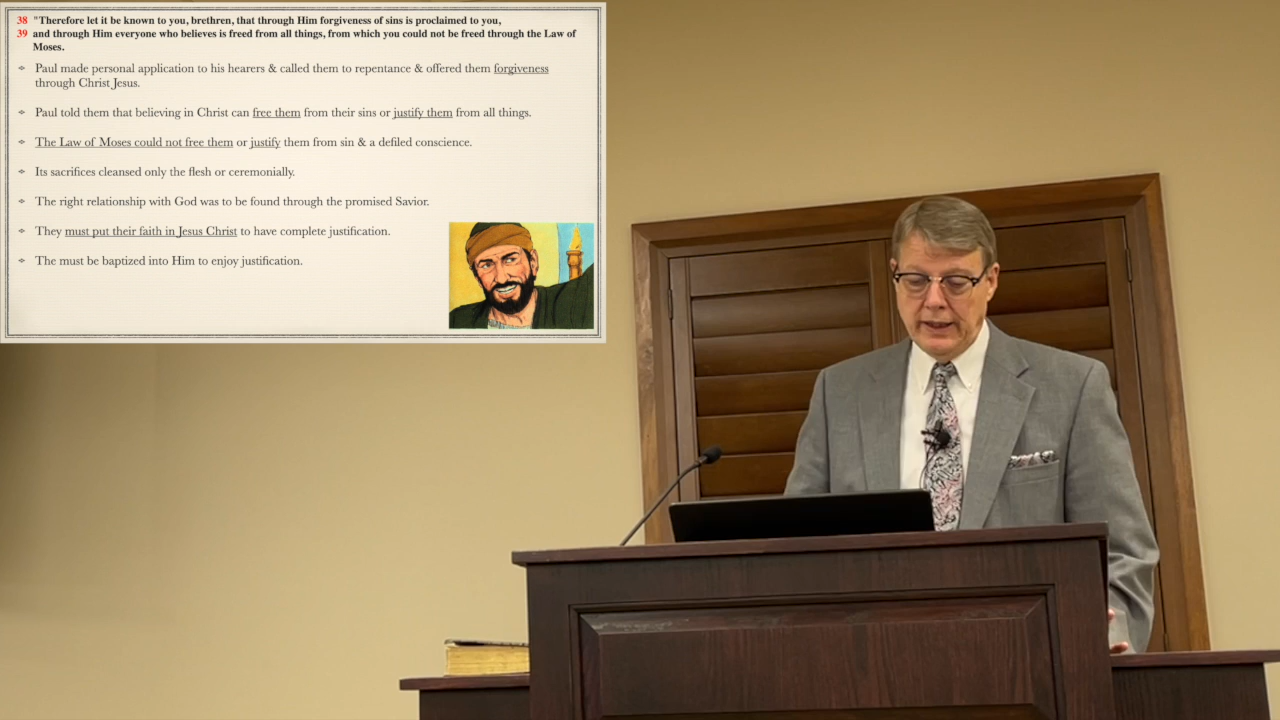 38 "Therefore let it be known to you, brethren, that through Him forgiveness of sins is proclaimed to you,
39 and through Him everyone who believes is freed from all things, from which you could not be freed through the Law of
Moses.
Paul made personal application to his hearers & called them to repentance & offered them forgiveness
through Christ Jesus.
Paul told them that believing in Christ can free them from their sins or justify them from all things.
The Law of Moses could not free them or justify them from sin & a defiled conscience.
Its sacrifices cleansed only the flesh or ceremonially.
The right relationship with God was to be found through the promised Savior.
They must put their faith in Jesus Christ to have complete justification.
The must be baptized into Him to enjoy justification.